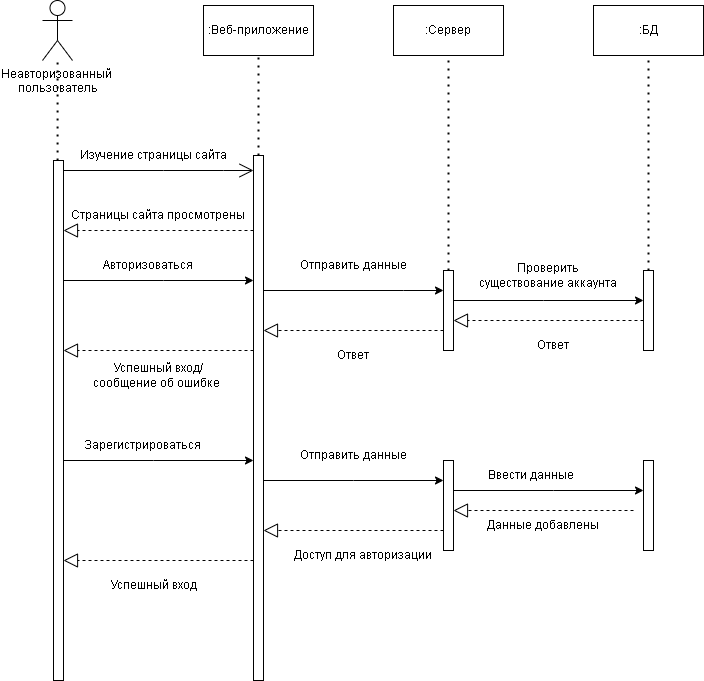 :Веб-приложение
:Сервер
:БД
Неавторизованный
пользователь
Изучение страницы сайта
Страницы сайта просмотрены
Авторизоваться
Отправить данные
Проверить
существование аккаунта
Ответ
Ответ
Успешный вход/
сообщение об ошибке
Зарегистрироваться
Отправить данные
Ввести данные
Данные добавлены
Доступ для авторизации
Успешный вход